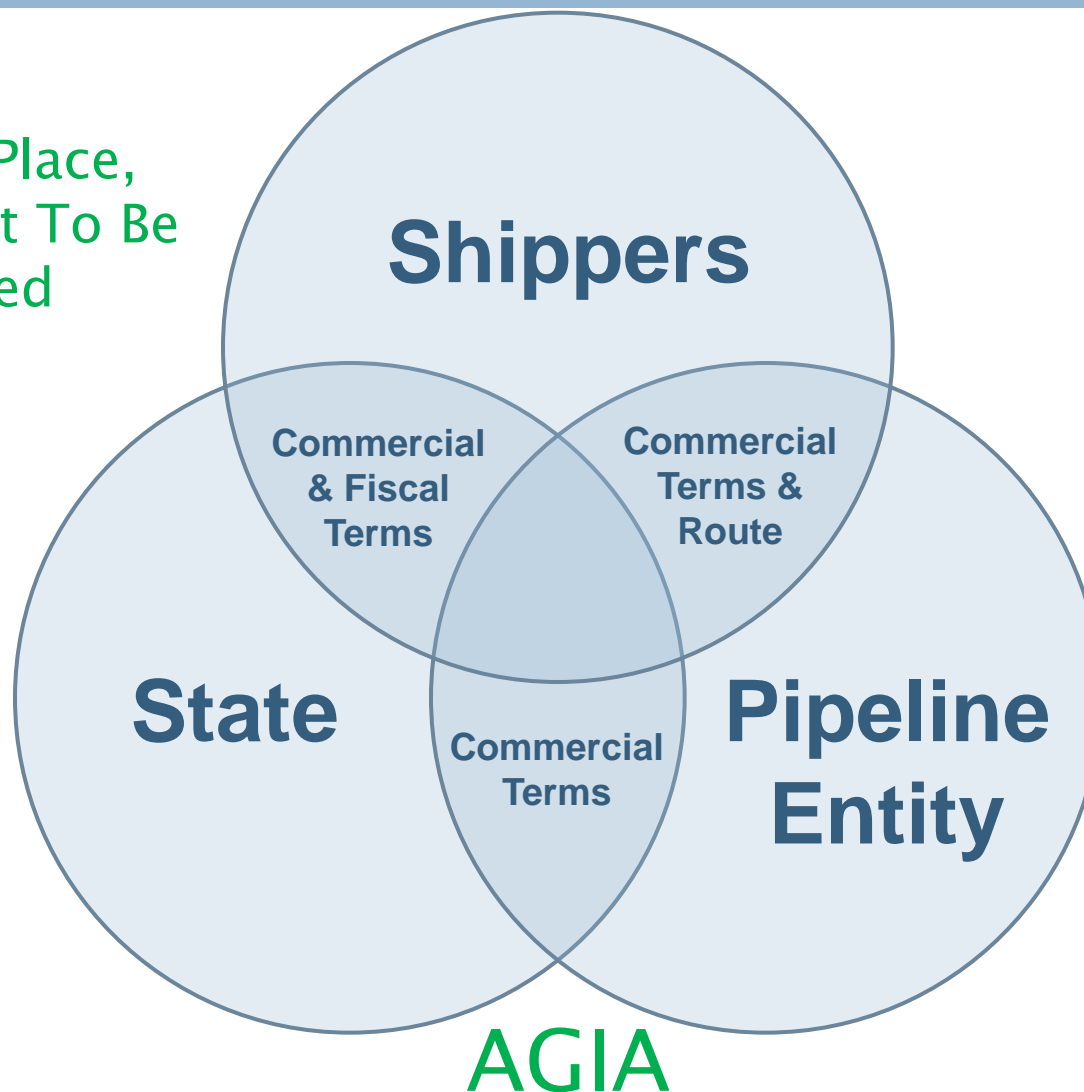 Place,
t To Be
ed
Shippers
Commercial
& Fiscal
Terms
Commercial
Terms &
Route
State
Pipeline
Entity
Commercial
Terms
AGIA